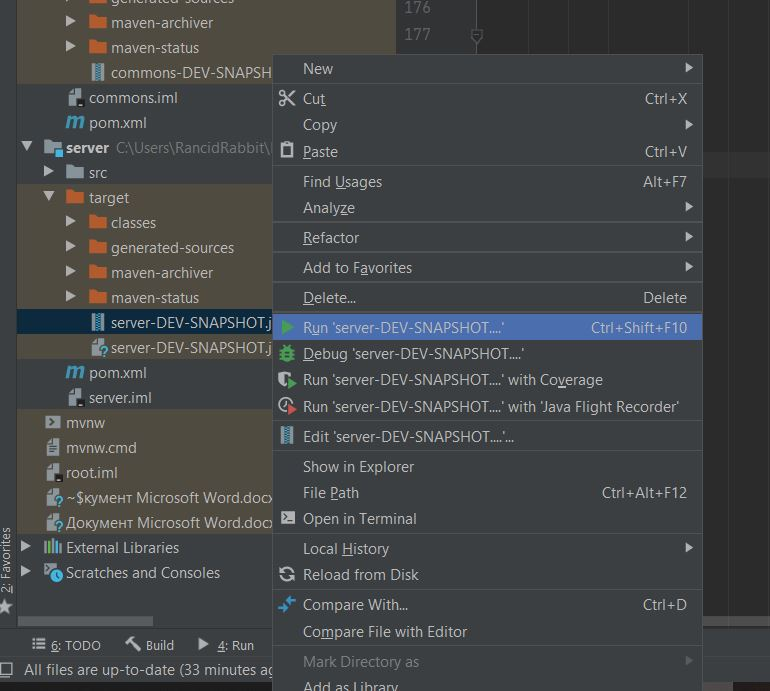 generated-sources
176
maven-archiver
177
maven-status
commons-DEV-SNAPSH
commons.iml
pom.xml
server C:\Users\RancidRabbit\
src
target
classes
generated-sources
maven-archiver
maven-status
server-DEV-SNAPSHOT.j
server-DEV-SNAPSHOT.j
pom.xml
server.iml
mvnw
mvnw.cmd
root.iml
~$кумент Microsoft Word.docx
Документ Microsoft Word.docx
External Libraries
Scratches and Consoles
New
Cut Ctrl+X
Copy
Paste Ctrl+V
Find Usages Alt+F7
Analyze
Refactor
Add to Favorites
Delete... Delete
Run 'server-DEV-SNAPSHOT....' Ctrl+Shift+F10
Debug 'server-DEV-SNAPSHOT....'
Run 'server-DEV-SNAPSHOT....' with Coverage
Run 'server-DEV-SNAPSHOT....' with 'Java Flight Recorder'
Edit 'server-DEV-SNAPSHOT....'...
Show in Explorer
File Path Ctrl+Alt+F12
Open in Terminal
Local History
Reload from Disk
Compare With... Ctrl+D
Compare File with Editor
Mark Directory as
Add as Library
2: Favorites
6: TODO Build 4: Run
All files are up-to-date (33 minutes ag